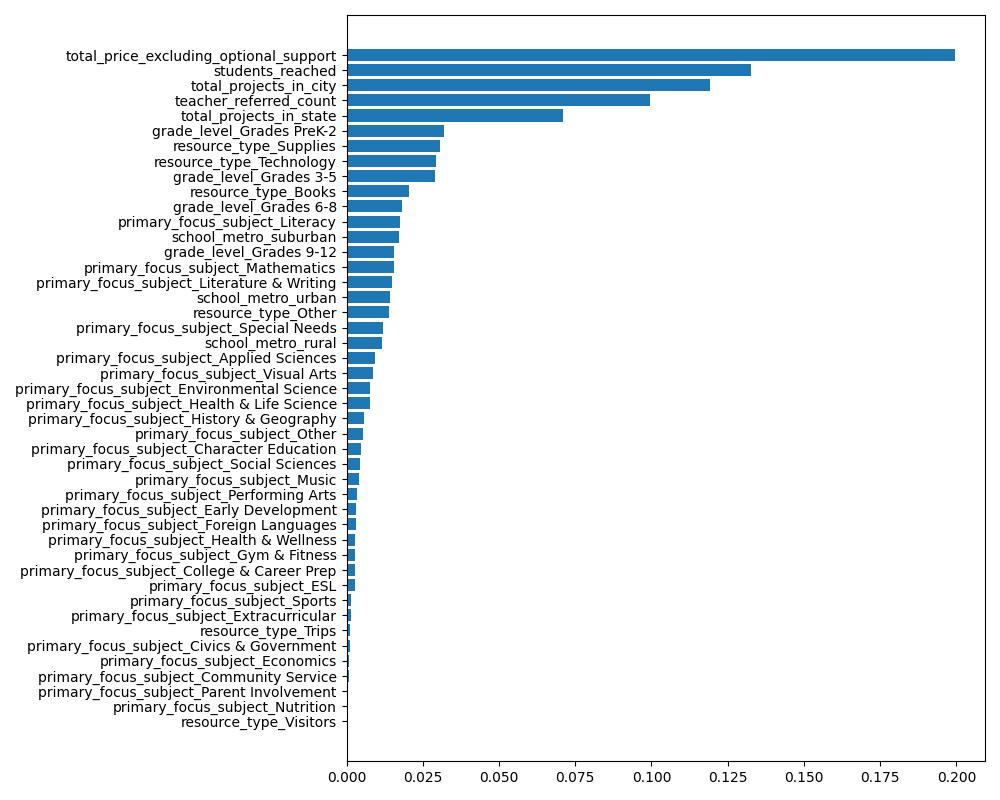 total_price_excluding_optional_support
students_reached
total_projects_in_city
teacher_referred_count
total_projects_in_state
grade_level_Grades PreK-2
resource_type_Supplies
resource_type_Technology
grade_level_Grades 3-5
resource_type_Books
grade_level_Grades 6-8
primary_focus_subject_Literacy
school_metro_suburban
grade_level_Grades 9-12
primary_focus_subject_Mathematics
primary_focus_subject_Literature & Writing
school_metro_urban
resource_type_Other
primary_focus_subject_Special Needs
school_metro_rural
primary_focus_subject_Applied Sciences
primary_focus_subject_Visual Arts
primary_focus_subject_Environmental Science
primary_focus_subject_Health & Life Science
primary_focus_subject_History & Geography
primary_focus_subject_Other
primary_focus_subject_Character Education
primary_focus_subject_Social Sciences
primary_focus_subject_Music
primary_focus_subject_Performing Arts
primary_focus_subject_Early Development
primary_focus_subject_Foreign Languages
primary_focus_subject_Health & Wellness
primary_focus_subject_Gym & Fitness
primary_focus_subject_College & Career Prep
primary_focus_subject_ESL
primary_focus_subject_Sports
primary_focus_subject_Extracurricular
resource_type_Trips
primary_focus_subject_Civics & Government
primary_focus_subject_Economics
primary_focus_subject_Community Service
primary_focus_subject_Parent Involvement
primary_focus_subject_Nutrition
resource_type_Visitors
0.000 0.025 0.050 0.075 0.100 0.125 0.150 0.175 0.200